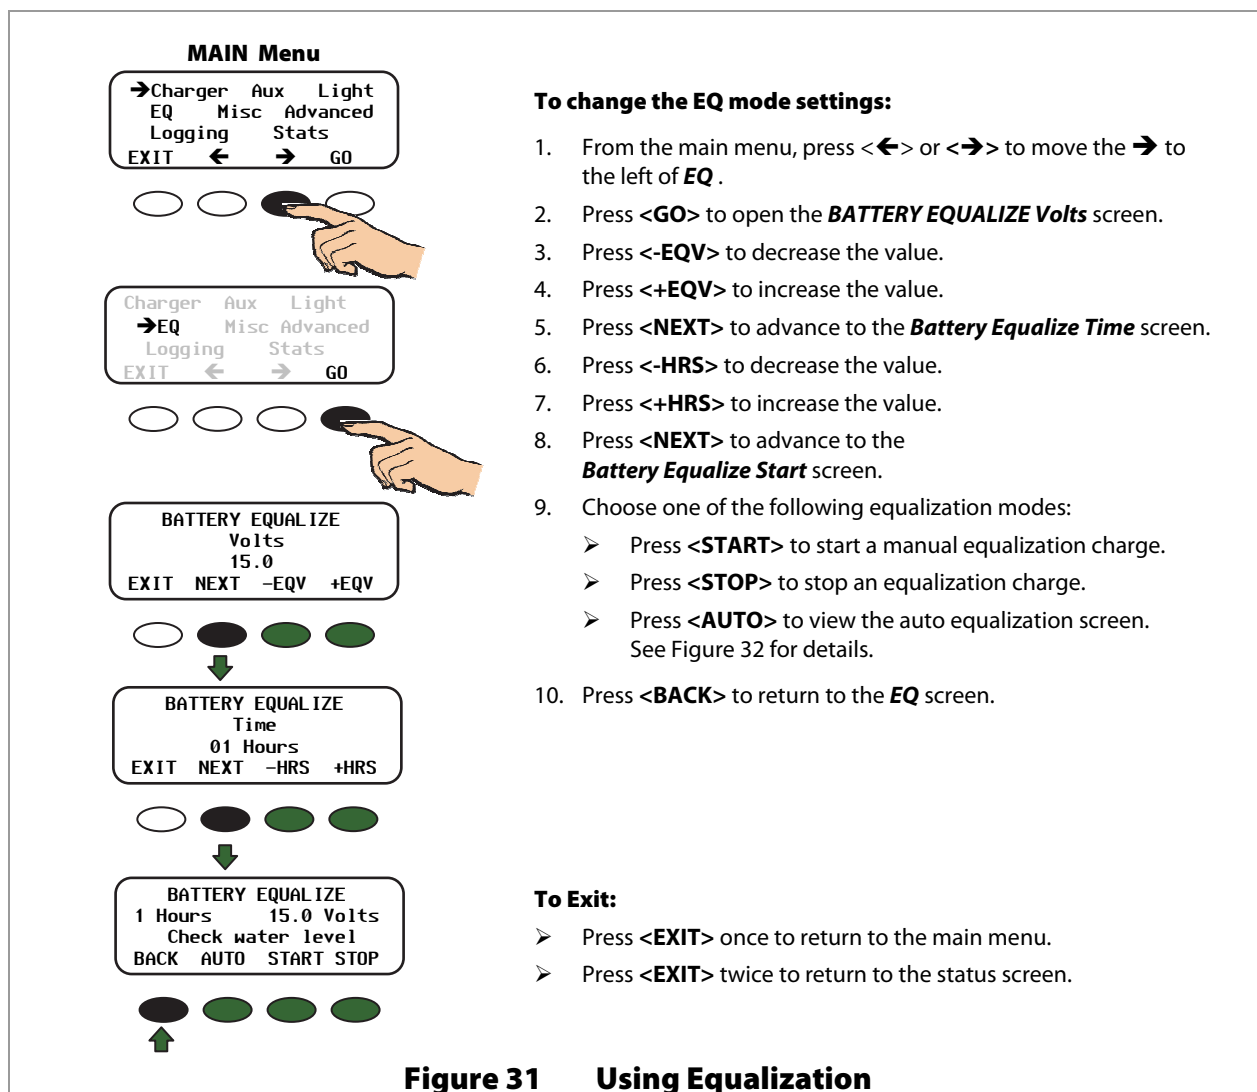 MAIN Menu
➔Charger Aux Light
EQ Misc Advanced
Logging Stats
EXIT ← → GO
Charger Aux Light
➔EQ Misc Advanced
Logging Stats
EXIT ← → GO
BATTERY EQUALIZE
Volts
15.0
EXIT NEXT -EQV +EQV
BATTERY EQUALIZE
Time
01 Hours
EXIT NEXT -HRS +HRS
BATTERY EQUALIZE
1 Hours 15.0 Volts
Check water level
BACK AUTO START STOP
To change the EQ mode settings:
1. From the main menu, press <←> or <→> to move the ➔ to
the left of EQ .
2. Press <GO> to open the BATTERY EQUALIZE Volts screen.
3. Press <-EQV> to decrease the value.
4. Press <+EQV> to increase the value.
5. Press <NEXT> to advance to the Battery Equalize Time screen.
6. Press <-HRS> to decrease the value.
7. Press <+HRS> to increase the value.
8. Press <NEXT> to advance to the
Battery Equalize Start screen.
9. Choose one of the following equalization modes:
➢ Press <START> to start a manual equalization charge.
➢ Press <STOP> to stop an equalization charge.
➢ Press <AUTO> to view the auto equalization screen.
See Figure 32 for details.
10. Press <BACK> to return to the EQ screen.
To Exit:
➢ Press <EXIT> once to return to the main menu.
➢ Press <EXIT> twice to return to the status screen.
Figure 31 Using Equalization